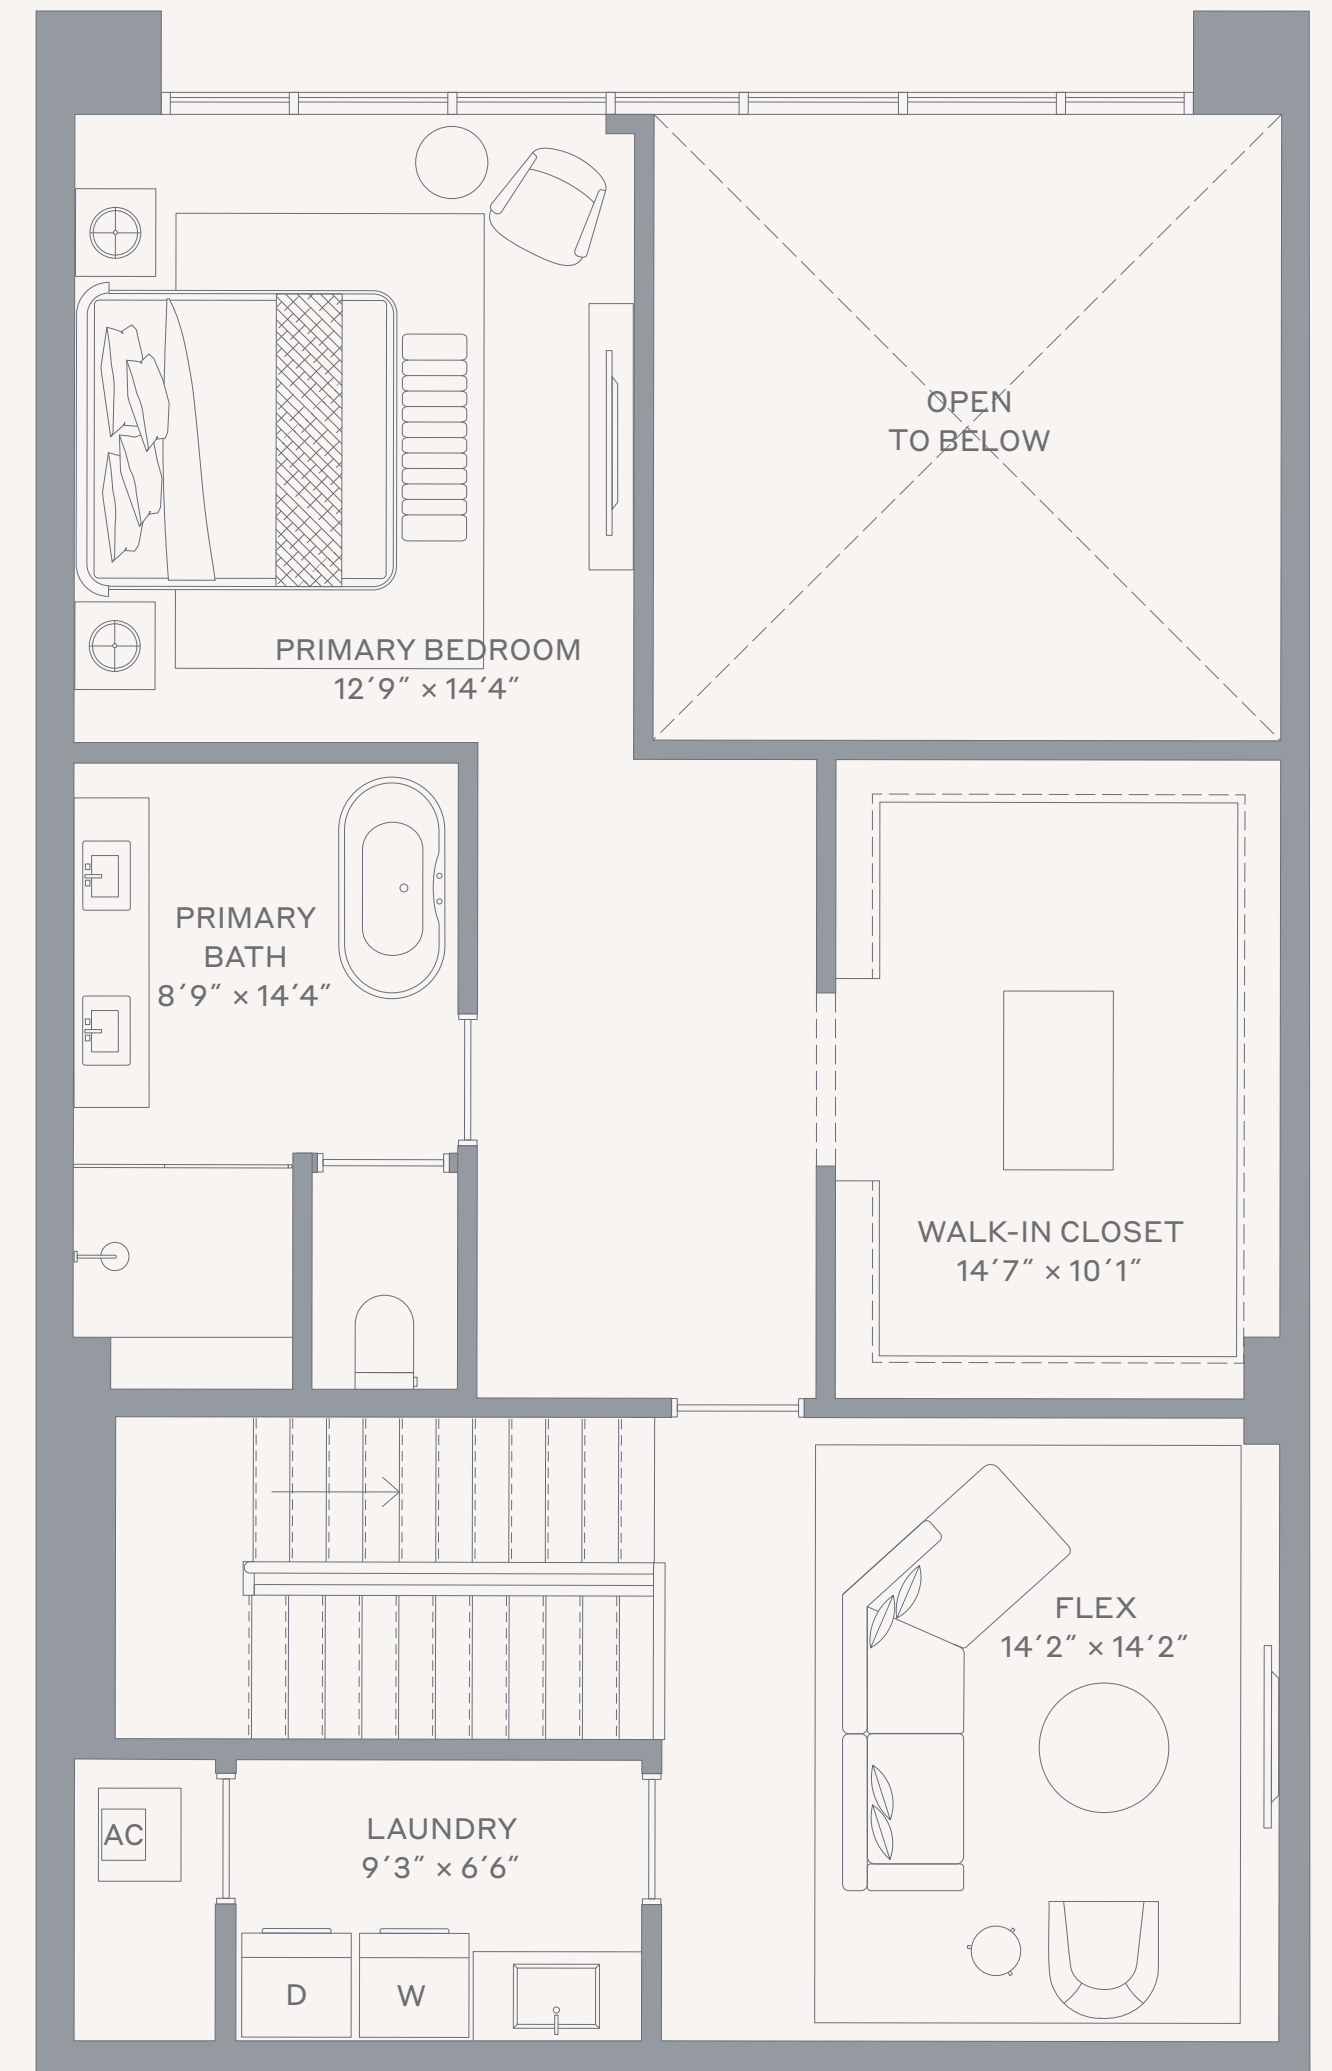 OPEN
TO BELOW
PRIMARY BEDROOM
12′9″ × 14′4″
PRIMARY
BATH
8′9″ × 14′4″
WALK-IN CLOSET
14′7″ × 10′1″
FLEX
14′2″ × 14′2″
LAUNDRY
9′3″ × 6′6″
AC
D
W